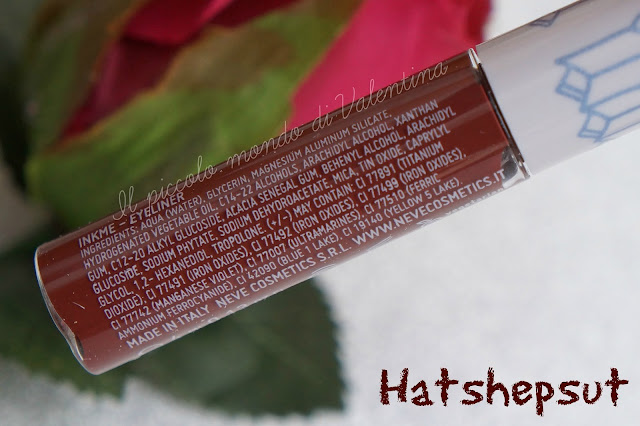 Il piccolo mondo di Valentina
INKME - EYELINER
INGREDIENTS: AQUA (WATER), GLYCERIN, MAGNESIUM ALUMINUM SILICATE,
HYDROGENATED VEGETABLE OIL, C14-22 ALCOHOLS, ARACHIDYL ALCOHOL, XANTHAN
GUM, C12-20 ALKYL GLUCOSIDE, ACACIA SENEGAL GUM, BEHENYL ALCOHOL, ARACHIDYL
GLUCOSIDE, SODIUM PHYTATE, SODIUM DEHYDROACETATE, MICA, TIN OXIDE, CAPRYLYL
GLYCOL, 1,2- HEXANEDIOL, TROPOLONE. (+/-) MAY CONTAIN: CI 77891 (TITANIUM
DIOXIDE), CI 77491 (IRON OXIDES), CI 77492 (IRON OXIDES), CI 77499 (IRON OXIDES),
CI 77742 (MANGANESE VIOLET), CI 77007 (ULTRAMARINES), CI 77510 (FERRIC
AMMONIUM FERROCYANIDE), CI 42090 (BLUE 1 LAKE), CI 19140 (YELLOW 5 LAKE).
MADE IN ITALY NEVE COSMETICS S.R.L. WWW.NEVECOSMETICS.IT
Hatshepsut